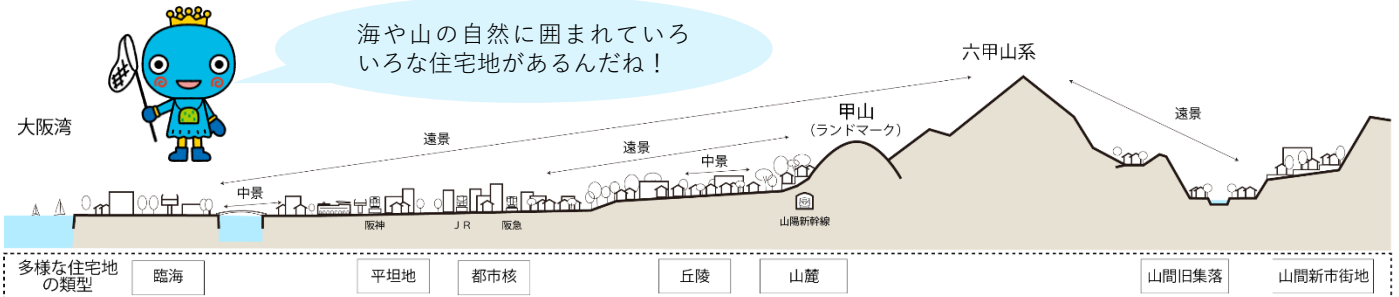 海や山の自然に囲まれていろ
いろな住宅地があるんだね！
六甲山系
大阪湾
甲山
（ランドマーク）
遠景
遠景
遠景
中景
中景
阪神
ＪＲ
阪急
山陽新幹線
多様な住宅地
の類型
臨海
平坦地
都市核
丘陵
山麓
山間旧集落
山間新市街地